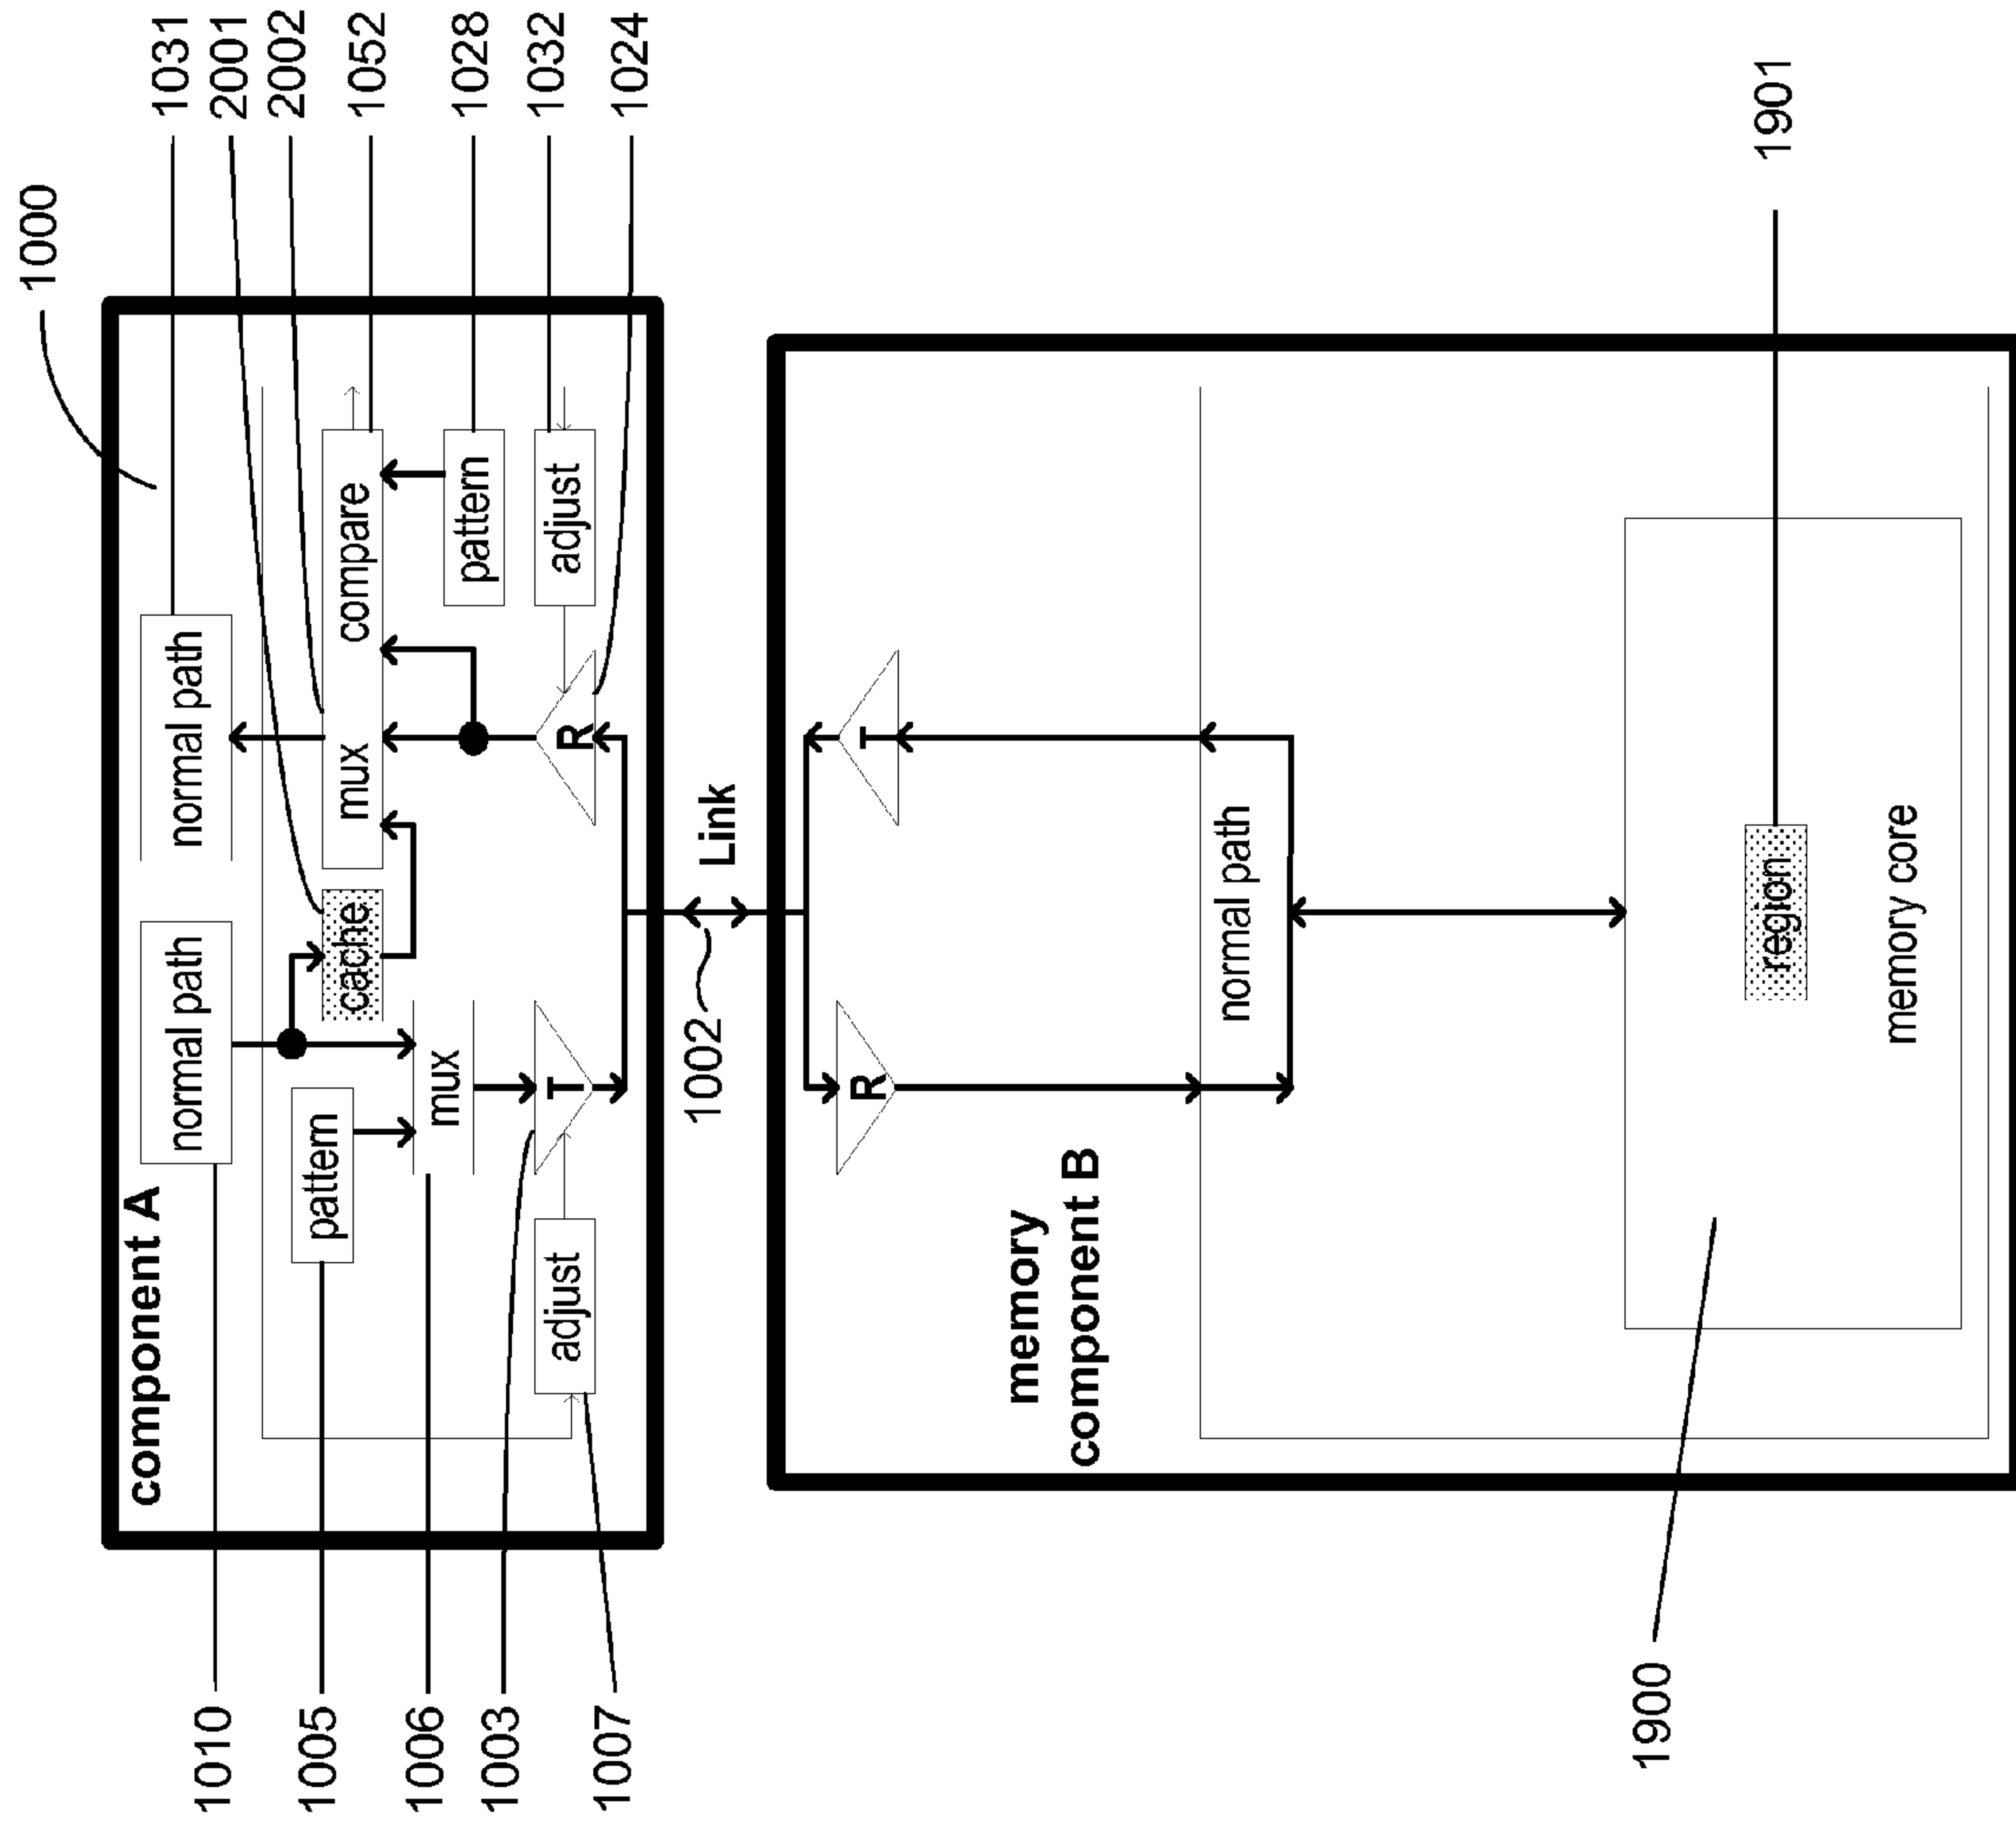 1000
1031
2001
2002
1052
1028
1032
1024
component A
normal path
normal path
pattern
cache
mux
compare
mux
pattern
adjust
T
R
adjust
1010
1005
1006
1003
1007
1002
Link
memory
component B
R
T
normal path
region
memory core
1901
1900